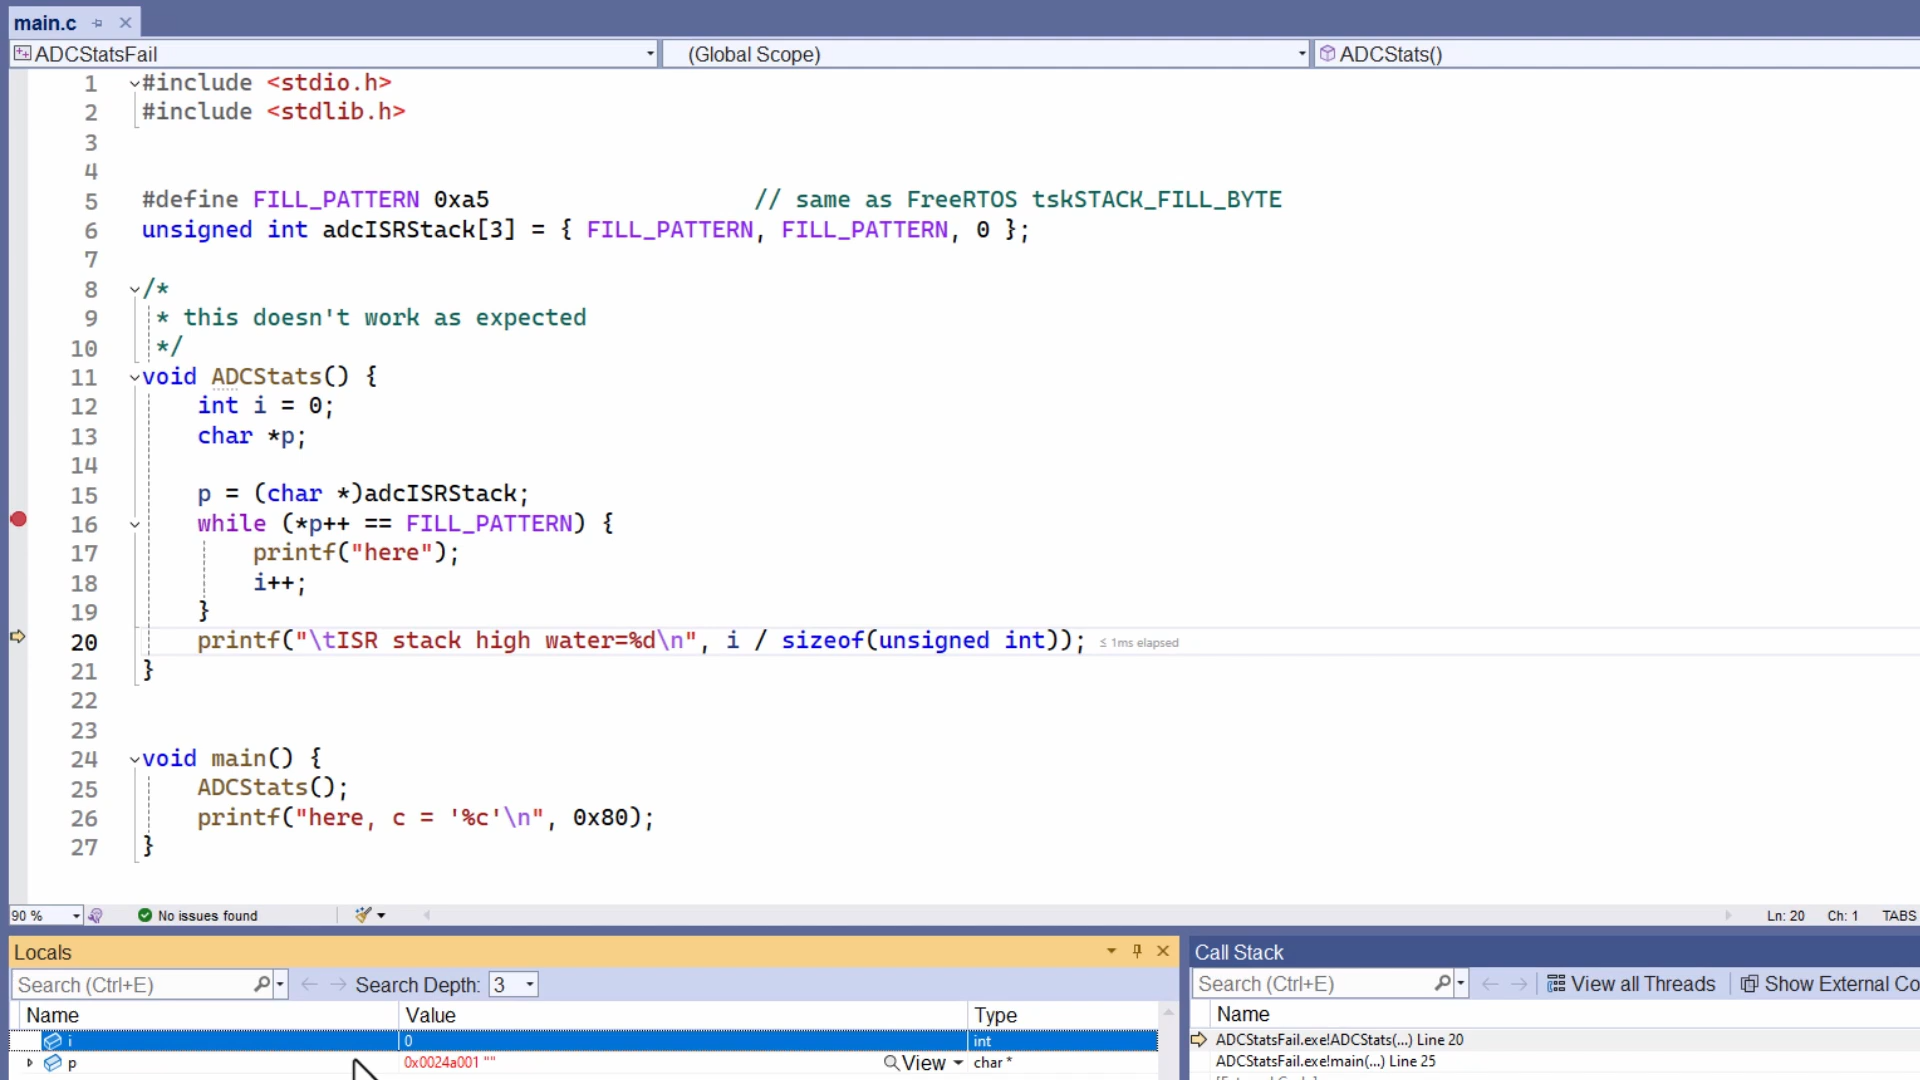 main.c
ADCStatsFail
(Global Scope)
ADCStats()
1 #include <stdio.h>
2 #include <stdlib.h>
3
4
5 #define FILL_PATTERN 0xa5 // same as FreeRTOS tskSTACK_FILL_BYTE
6 unsigned int adcISRStack[3] = { FILL_PATTERN, FILL_PATTERN, 0 };
7
8 /*
9 * this doesn't work as expected
10 */
11 void ADCStats() {
12 int i = 0;
13 char *p;
14
15 p = (char *)adcISRStack;
16 while (*p++ == FILL_PATTERN) {
17 printf("here");
18 i++;
19 }
20 printf("\tISR stack high water=%d\n", i / sizeof(unsigned int)); ≤ 1ms elapsed
21 }
22
23
24 void main() {
25 ADCStats();
26 printf("here, c = '%c'\n", 0x80);
27 }
90 % No issues found Ln: 20 Ch: 1 TABS
Locals
Search (Ctrl+E) Search Depth: 3
Name Value Type
i 0 int
p 0x0024a001 "" View char *
Call Stack
Search (Ctrl+E) View all Threads Show External Co
Name
ADCStatsFail.exe!ADCStats(...) Line 20
ADCStatsFail.exe!main(...) Line 25